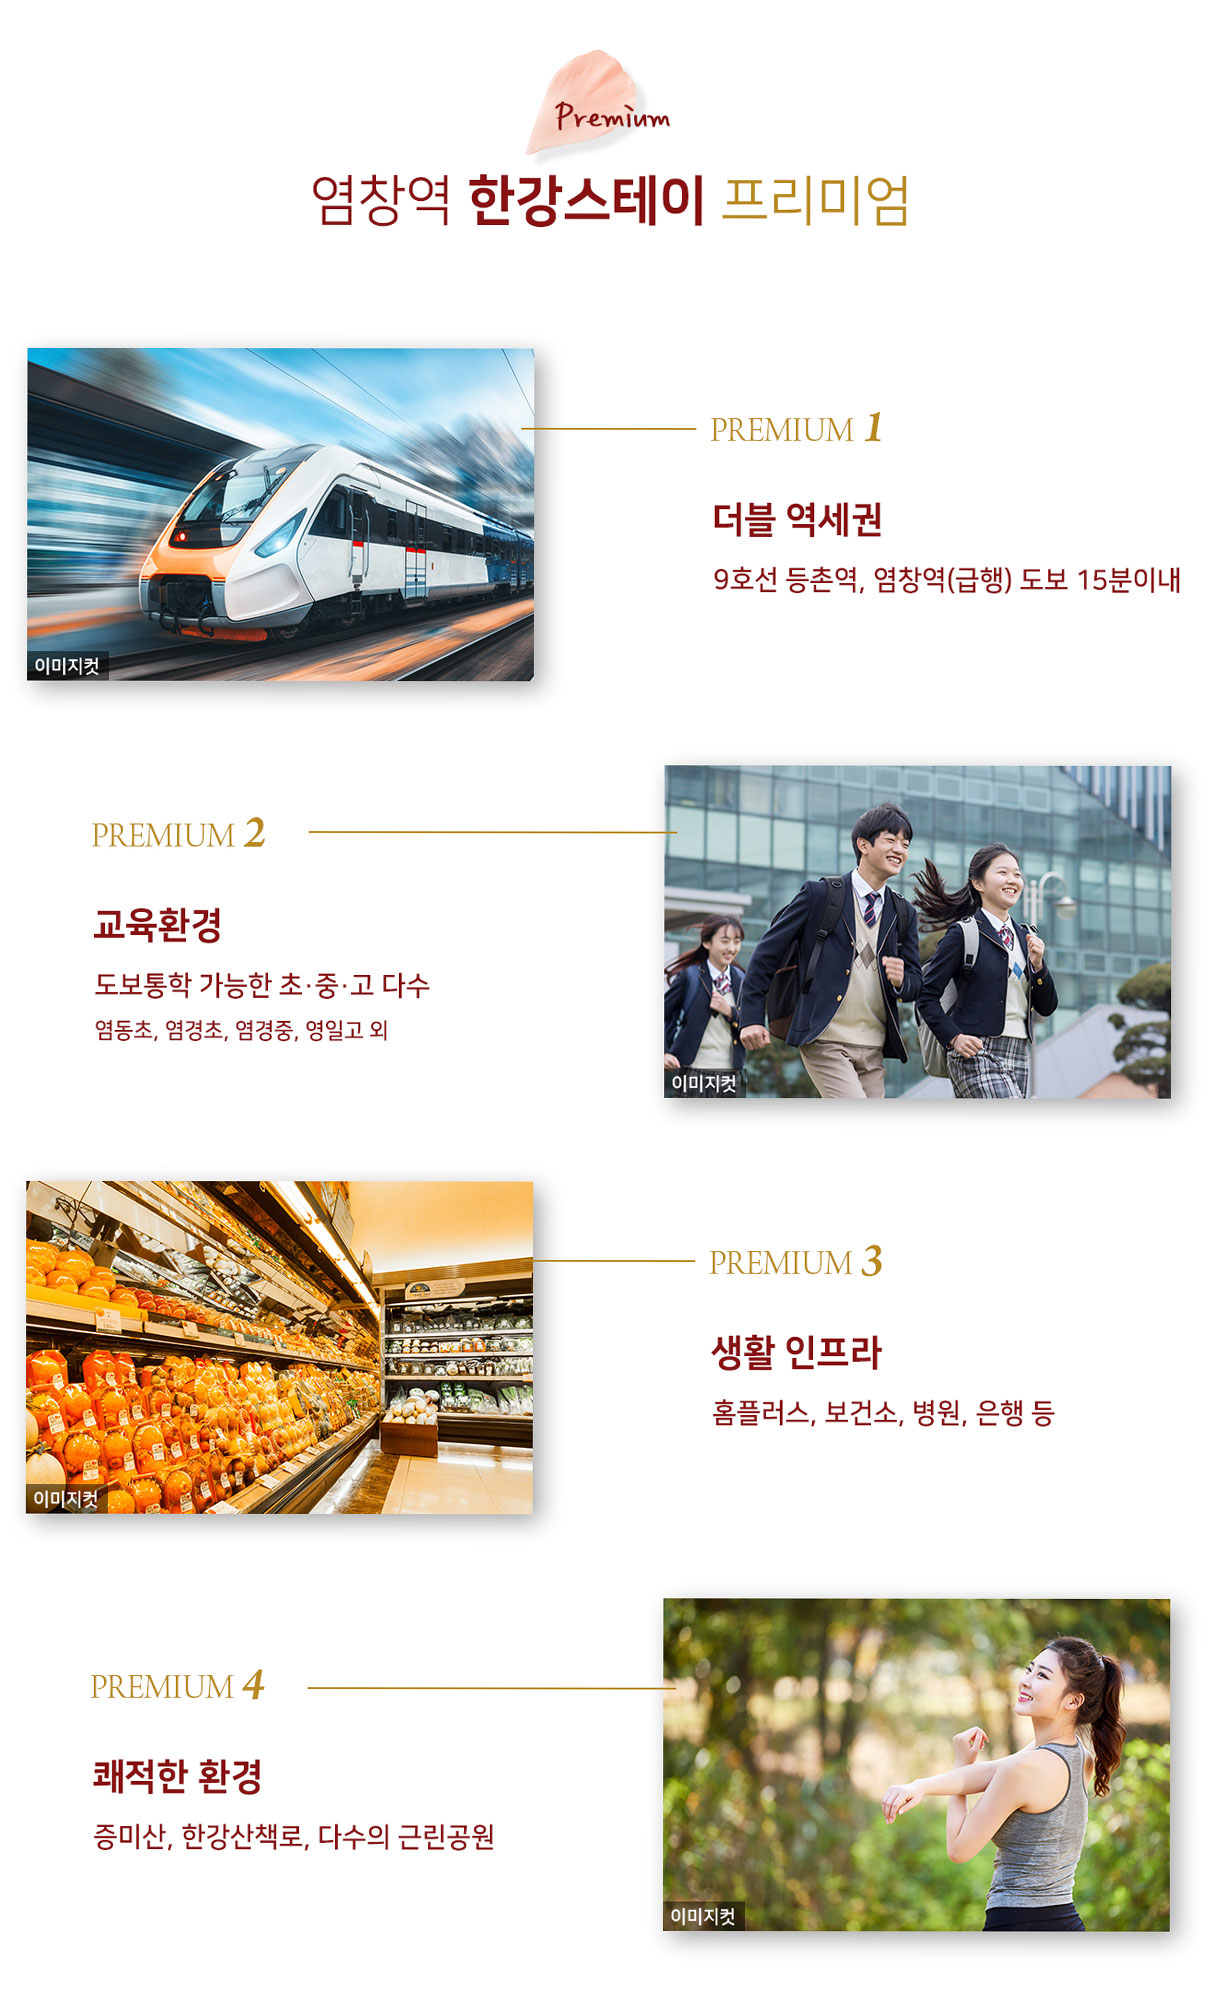 Premium
염창역 한강스테이 프리미엄
PREMIUM 1
더블 역세권
9호선 등촌역, 염창역(급행) 도보 15분이내
이미지컷
PREMIUM 2
교육환경
도보통학 가능한 초·중·고 다수
염동초, 염경초, 염경중, 영일고 외
이미지컷
PREMIUM 3
생활 인프라
홈플러스, 보건소, 병원, 은행 등
이미지컷
PREMIUM 4
쾌적한 환경
증미산, 한강산책로, 다수의 근린공원
이미지컷